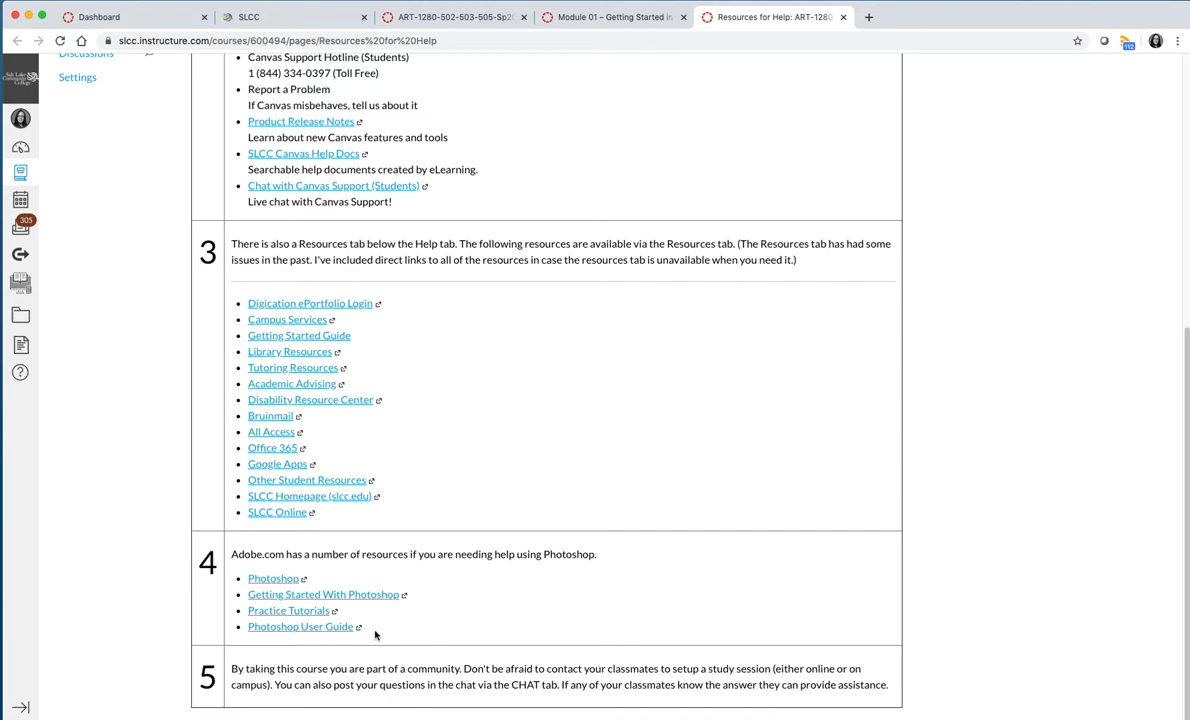 Dashboard
SLCC
ART-1280-502-503-505-Sp2
Module 01 – Getting Started in
Resources for Help: ART-1280
slcc.instructure.com/courses/600494/pages/Resources%20for%20Help
112
Discussions
Settings
305
Canvas Support Hotline (Students)
1 (844) 334-0397 (Toll Free)
Report a Problem
If Canvas misbehaves, tell us about it
Product Release Notes
Learn about new Canvas features and tools
SLCC Canvas Help Docs
Searchable help documents created by eLearning.
Chat with Canvas Support (Students)
Live chat with Canvas Support!
3
There is also a Resources tab below the Help tab. The following resources are available via the Resources tab. (The Resources tab has had some
issues in the past. I've included direct links to all of the resources in case the resources tab is unavailable when you need it.)
Digication ePortfolio Login
Campus Services
Getting Started Guide
Library Resources
Tutoring Resources
Academic Advising
Disability Resource Center
Bruinmail
All Access
Office 365
Google Apps
Other Student Resources
SLCC Homepage (slcc.edu)
SLCC Online
4
Adobe.com has a number of resources if you are needing help using Photoshop.
Photoshop
Getting Started With Photoshop
Practice Tutorials
Photoshop User Guide
5
By taking this course you are part of a community. Don't be afraid to contact your classmates to setup a study session (either online or on
campus). You can also post your questions in the chat via the CHAT tab. If any of your classmates know the answer they can provide assistance.